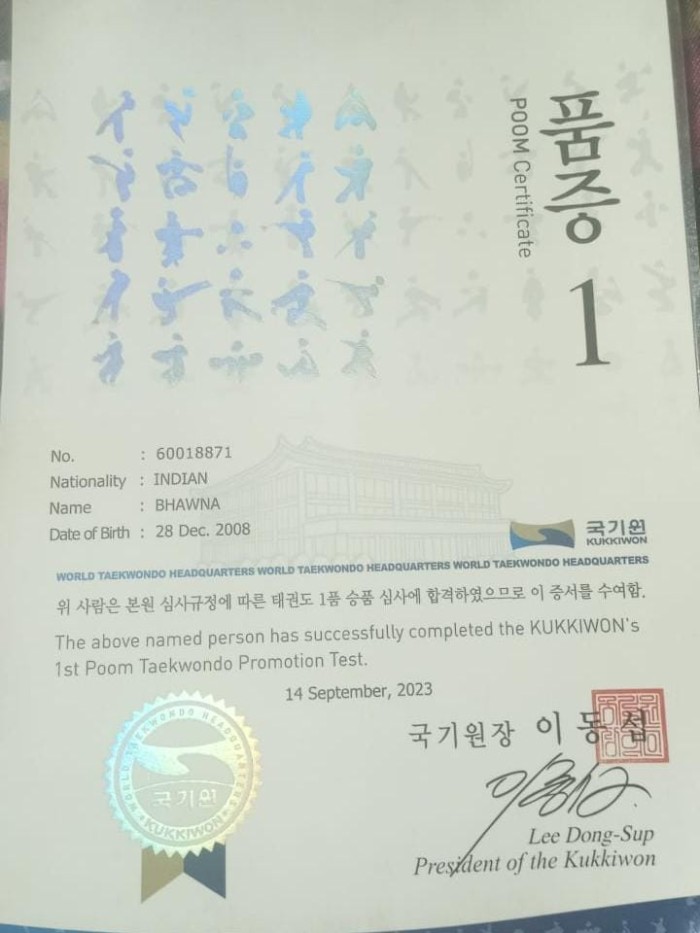 품증
POOM Certificate
1
No. : 60018871
Nationality : INDIAN
Name : BHAWNA
Date of Birth : 28 Dec. 2008
국기원
KUKKIWON
WORLD TAEKWONDO HEADQUARTERS WORLD TAEKWONDO HEADQUARTERS WORLD TAEKWONDO HEADQUARTERS
위 사람은 본원 심사규정에 따른 태권도 1품 승품 심사에 합격하였으므로 이 증서를 수여함.
The above named person has successfully completed the KUKKIWON's
1st Poom Taekwondo Promotion Test.
14 September, 2023
국기원장 이동섭
Lee Dong-Sup
President of the Kukkiwon
WORLD TAEKWONDO HEADQUARTERS
국기원
KUKKIWON